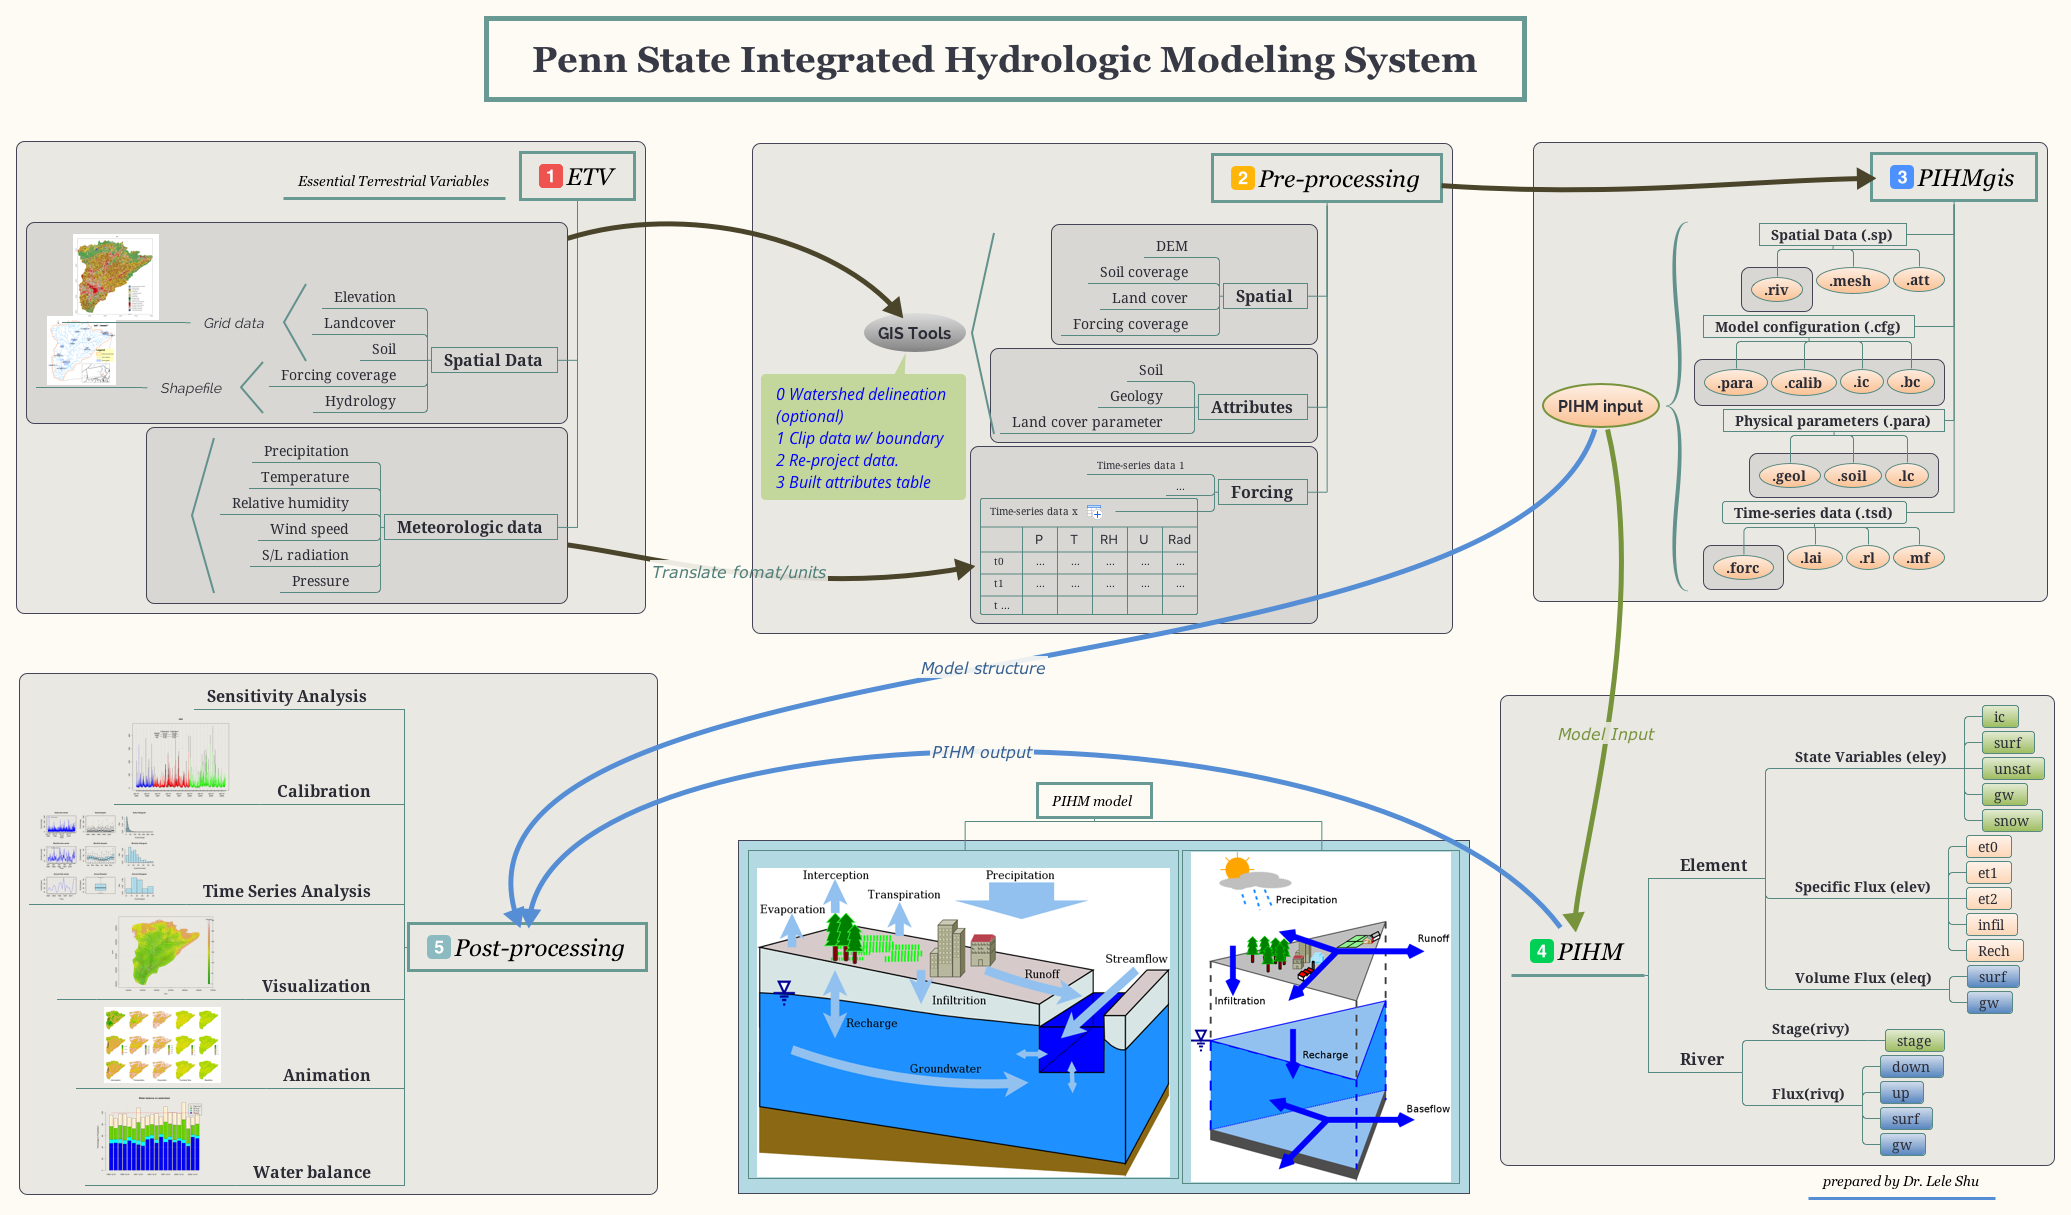 Penn State Integrated Hydrologic Modeling System
Essential Terrestrial Variables
1 ETV
Grid data
Shapefile
Elevation
Landcover
Soil
Forcing coverage
Hydrology
Spatial Data
Precipitation
Temperature
Relative humidity
Wind speed
S/L radiation
Pressure
Meteorologic data
Translate fomat/units
2 Pre-processing
GIS Tools
0 Watershed delineation
(optional)
1 Clip data w/ boundary
2 Re-project data.
3 Built attributes table
DEM
Soil coverage
Land cover
Forcing coverage
Spatial
Soil
Geology
Land cover parameter
Attributes
Time-series data 1
...
Forcing
Time-series data x
P T RH U Rad
t0 ... ... ... ... ...
t1 ... ... ... ... ...
t ...
3 PIHMgis
PIHM input
Spatial Data (.sp)
.riv .mesh .att
Model configuration (.cfg)
.para .calib .ic .bc
Physical parameters (.para)
.geol .soil .lc
Time-series data (.tsd)
.forc .lai .rl .mf
Model structure
PIHM output
Model Input
4 PIHM
Element
State Variables (eley)
ic
surf
unsat
gw
snow
Specific Flux (elev)
et0
et1
et2
infil
Rech
Volume Flux (eleq)
surf
gw
River
Stage(rivy)
stage
Flux(rivq)
down
up
surf
gw
5 Post-processing
Sensitivity Analysis
Calibration
Time Series Analysis
Visualization
Animation
Water balance
PIHM model
Interception
Precipitation
Transpiration
Evaporation
Streamflow
Runoff
Infiltrition
Recharge
Groundwater
Precipitation
Runoff
Infiltration
Recharge
Baseflow
prepared by Dr. Lele Shu